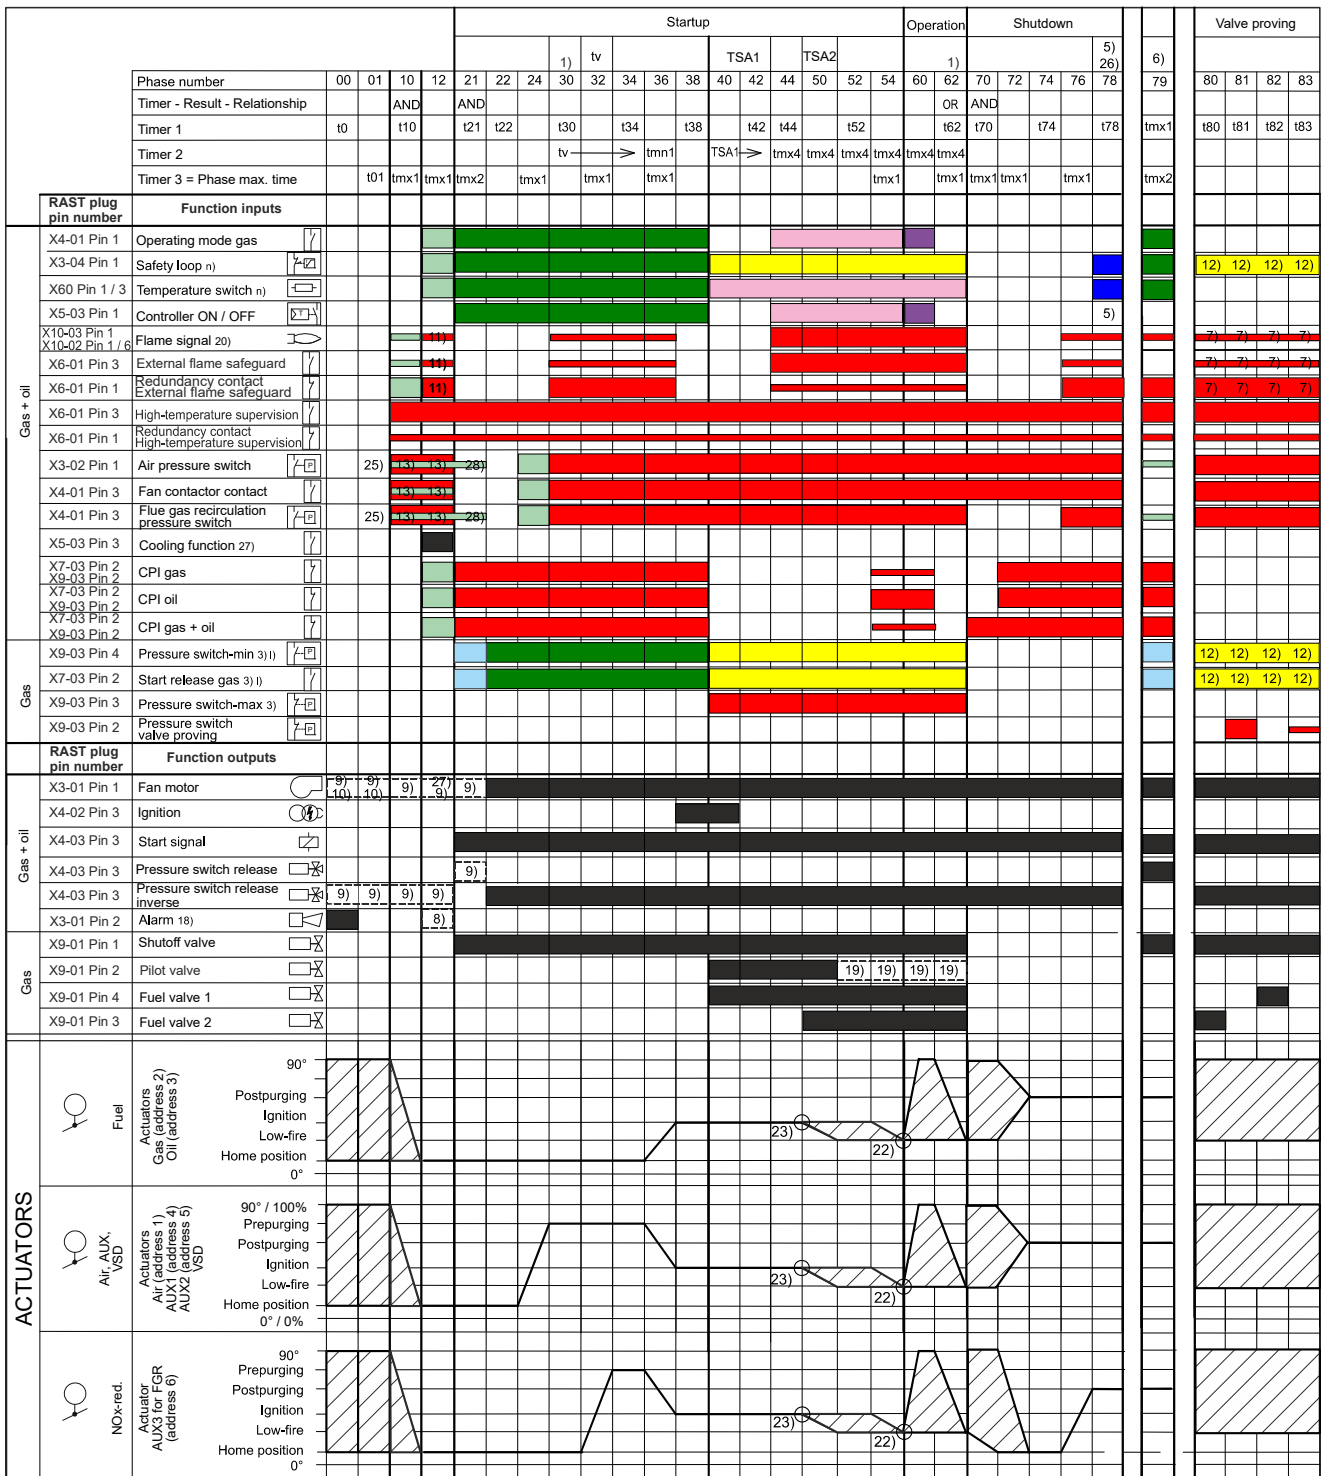 Startup Operation Shutdown Valve proving
1) tv TSA1 TSA2 1) 5) 26) 6)
Phase number 00 01 10 12 21 22 24 30 32 34 36 38 40 42 44 50 52 54 60 62 70 72 74 76 78 79 80 81 82 83
Timer - Result - Relationship AND AND OR AND
Timer 1 t0 t10 t21 t22 t30 t34 t38 t42 t44 t52 t62 t70 t74 t78 tmx1 t80 t81 t82 t83
Timer 2 tv tmn1 TSA1 tmx4 tmx4 tmx4 tmx4 tmx4 tmx4
Timer 3 = Phase max. time t01 tmx1 tmx1 tmx2 tmx1 tmx1 tmx1 tmx1 tmx1 tmx1 tmx1 tmx1 tmx2
RAST plug pin number Function inputs
Gas + oil
X4-01 Pin 1 Operating mode gas
X3-04 Pin 1 Safety loop n) 12) 12) 12) 12)
X60 Pin 1 / 3 Temperature switch n)
X5-03 Pin 1 Controller ON / OFF 5)
X10-03 Pin 1
X10-02 Pin 1 / 6 Flame signal 20) 11) 7) 7) 7) 7)
X6-01 Pin 3 External flame safeguard 11) 7) 7) 7) 7)
X6-01 Pin 1 Redundancy contact
External flame safeguard 11) 7) 7) 7) 7)
X6-01 Pin 3 High-temperature supervision
X6-01 Pin 1 Redundancy contact
High-temperature supervision
X3-02 Pin 1 Air pressure switch 25) 13) 13) 28)
X4-01 Pin 3 Fan contactor contact 13) 13)
X4-01 Pin 3 Flue gas recirculation
pressure switch 25) 13) 13) 28)
X5-03 Pin 3 Cooling function 27)
X7-03 Pin 2
X9-03 Pin 2 CPI gas
X7-03 Pin 2
X9-03 Pin 2 CPI oil
X7-03 Pin 2
X9-03 Pin 2 CPI gas + oil
Gas
X9-03 Pin 4 Pressure switch-min 3) l) 12) 12) 12) 12)
X7-03 Pin 2 Start release gas 3) l) 12) 12) 12) 12)
X9-03 Pin 3 Pressure switch-max 3)
X9-03 Pin 2 Pressure switch
valve proving
RAST plug pin number Function outputs
Gas + oil
X3-01 Pin 1 Fan motor 9) 10) 9) 10) 9) 27) 9) 9)
X4-02 Pin 3 Ignition
X4-03 Pin 3 Start signal
X4-03 Pin 3 Pressure switch release 9)
X4-03 Pin 3 Pressure switch release
inverse 9) 9) 9) 9)
X3-01 Pin 2 Alarm 18) 8)
Gas
X9-01 Pin 1 Shutoff valve
X9-01 Pin 2 Pilot valve 19) 19) 19) 19)
X9-01 Pin 4 Fuel valve 1
X9-01 Pin 3 Fuel valve 2
ACTUATORS
Fuel
Actuators
Gas (address 2)
Oil (address 3)
90°
Postpurging
Ignition
Low-fire
Home position
0°
23)
22)
Air, AUX,
VSD
Actuators
Air (address 1)
AUX1 (address 4)
AUX2 (address 5)
VSD
90° / 100%
Prepurging
Postpurging
Ignition
Low-fire
Home position
0° / 0%
23)
22)
NOx-red.
Actuator
AUX3 for FGR
(address 6)
90°
Prepurging
Postpurging
Ignition
Low-fire
Home position
0°
23)
22)